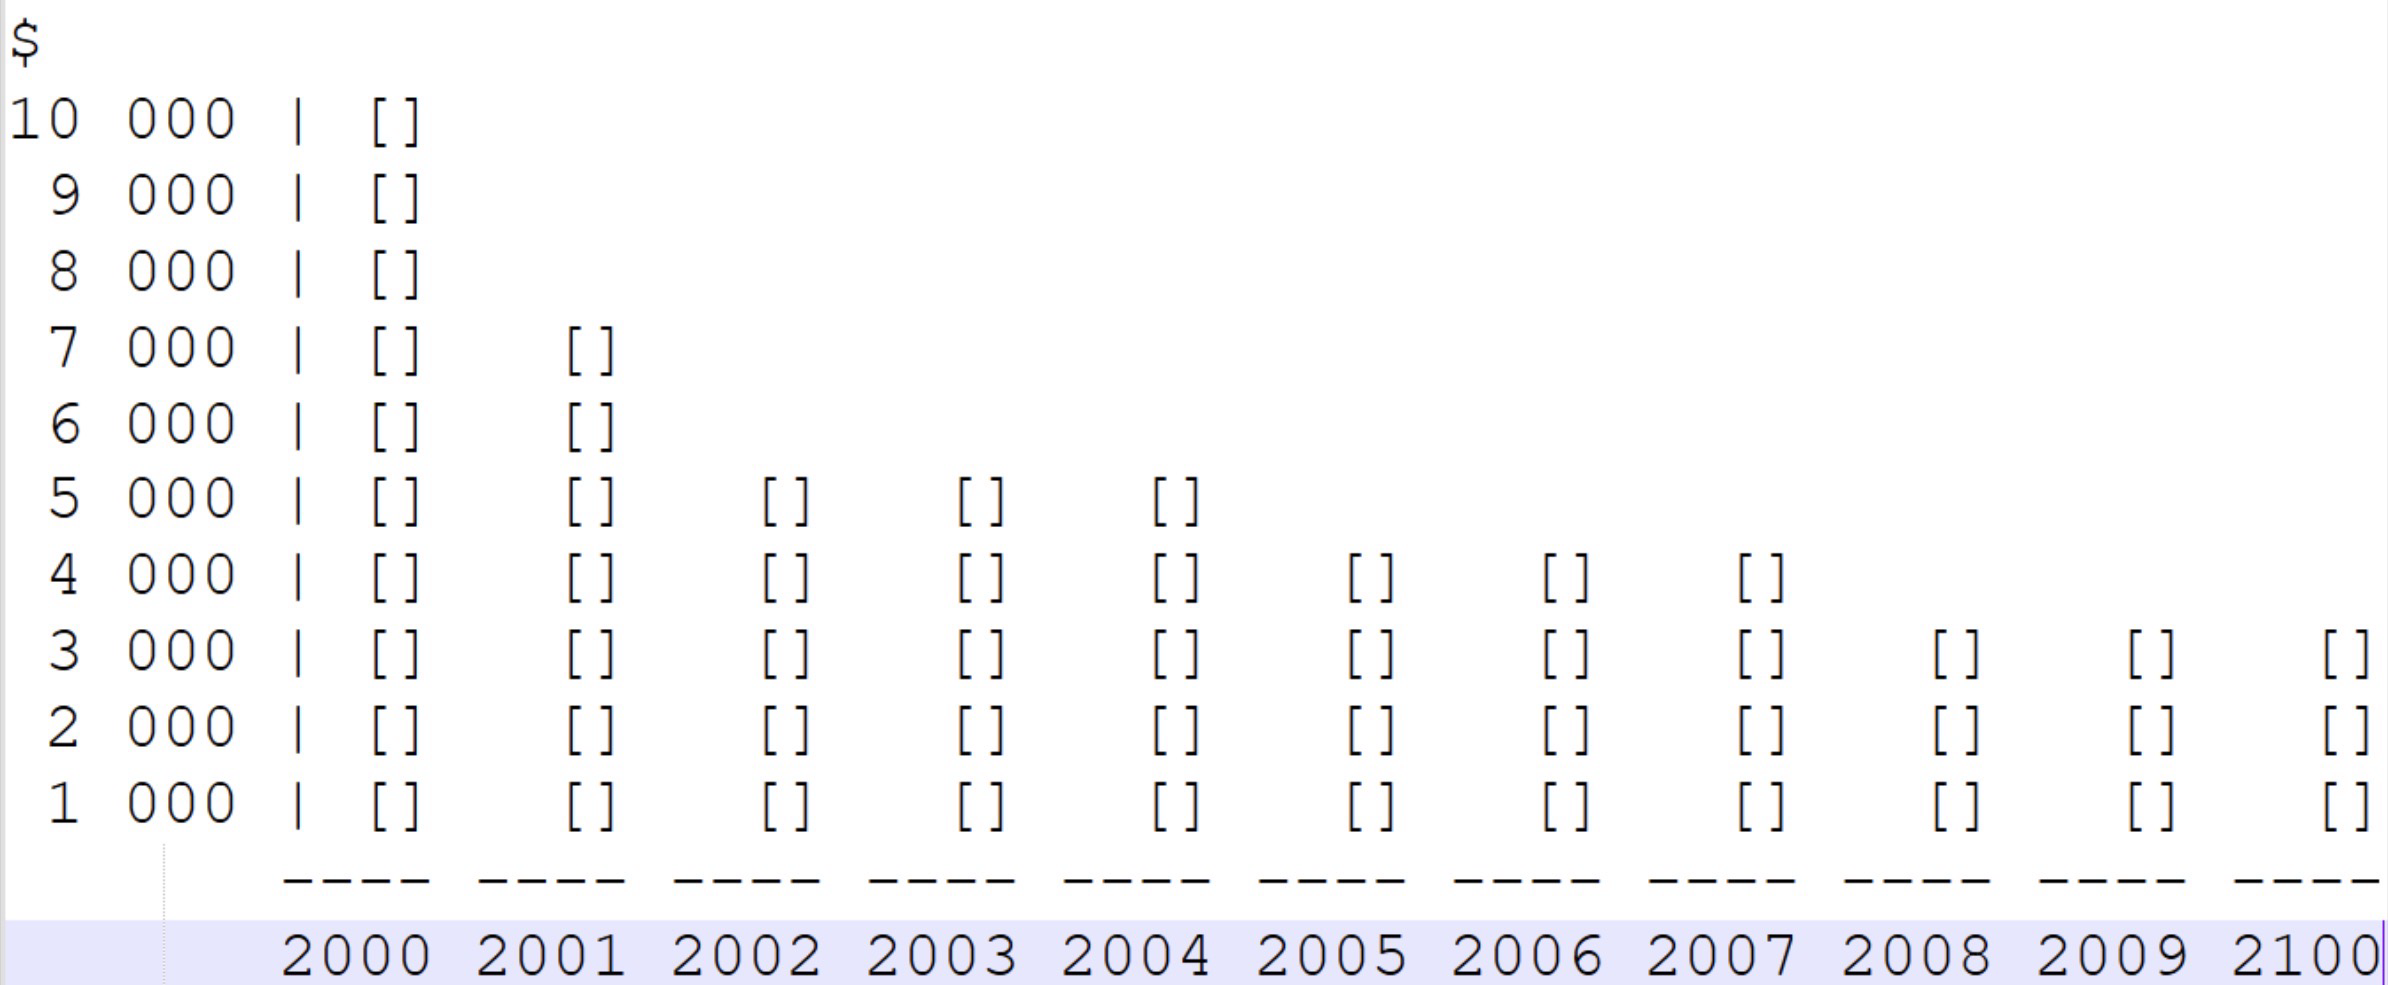 $
10 000 |  []
 9 000 |  []
 8 000 |  []
 7 000 |  []   []
 6 000 |  []   []
 5 000 |  []   []   []   []   []
 4 000 |  []   []   []   []   []   []   []   []
 3 000 |  []   []   []   []   []   []   []   []   []   []   []
 2 000 |  []   []   []   []   []   []   []   []   []   []   []
 1 000 |  []   []   []   []   []   []   []   []   []   []   []
       ---- ---- ---- ---- ---- ---- ---- ---- ---- ---- ----
       2000 2001 2002 2003 2004 2005 2006 2007 2008 2009 2100